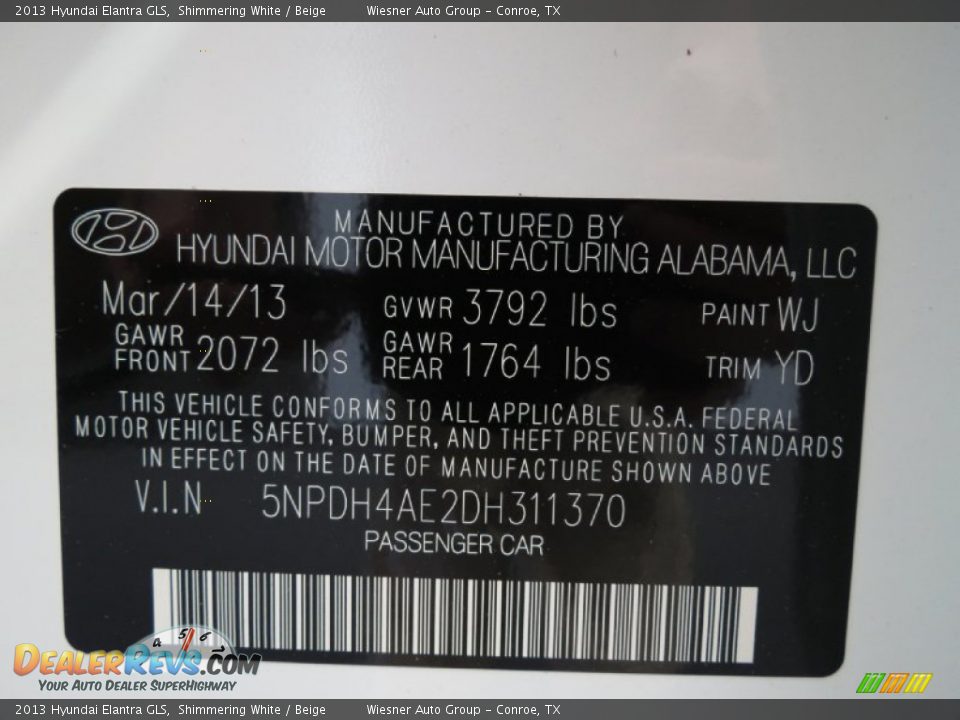 2013 Hyundai Elantra GLS, Shimmering White / Beige Wiesner Auto Group - Conroe, TX
MANUFACTURED BY
HYUNDAI MOTOR MANUFACTURING ALABAMA, LLC
Mar/14/13 GVWR 3792 lbs PAINT WJ
GAWR FRONT 2072 lbs GAWR REAR 1764 lbs TRIM YD
THIS VEHICLE CONFORMS TO ALL APPLICABLE U.S.A. FEDERAL
MOTOR VEHICLE SAFETY, BUMPER, AND THEFT PREVENTION STANDARDS
IN EFFECT ON THE DATE OF MANUFACTURE SHOWN ABOVE
V.I.N 5NPDH4AE2DH311370
PASSENGER CAR
4 5 6
DEALERREVS.COM
YOUR AUTO DEALER SUPERHIGHWAY
2013 Hyundai Elantra GLS, Shimmering White / Beige Wiesner Auto Group - Conroe, TX